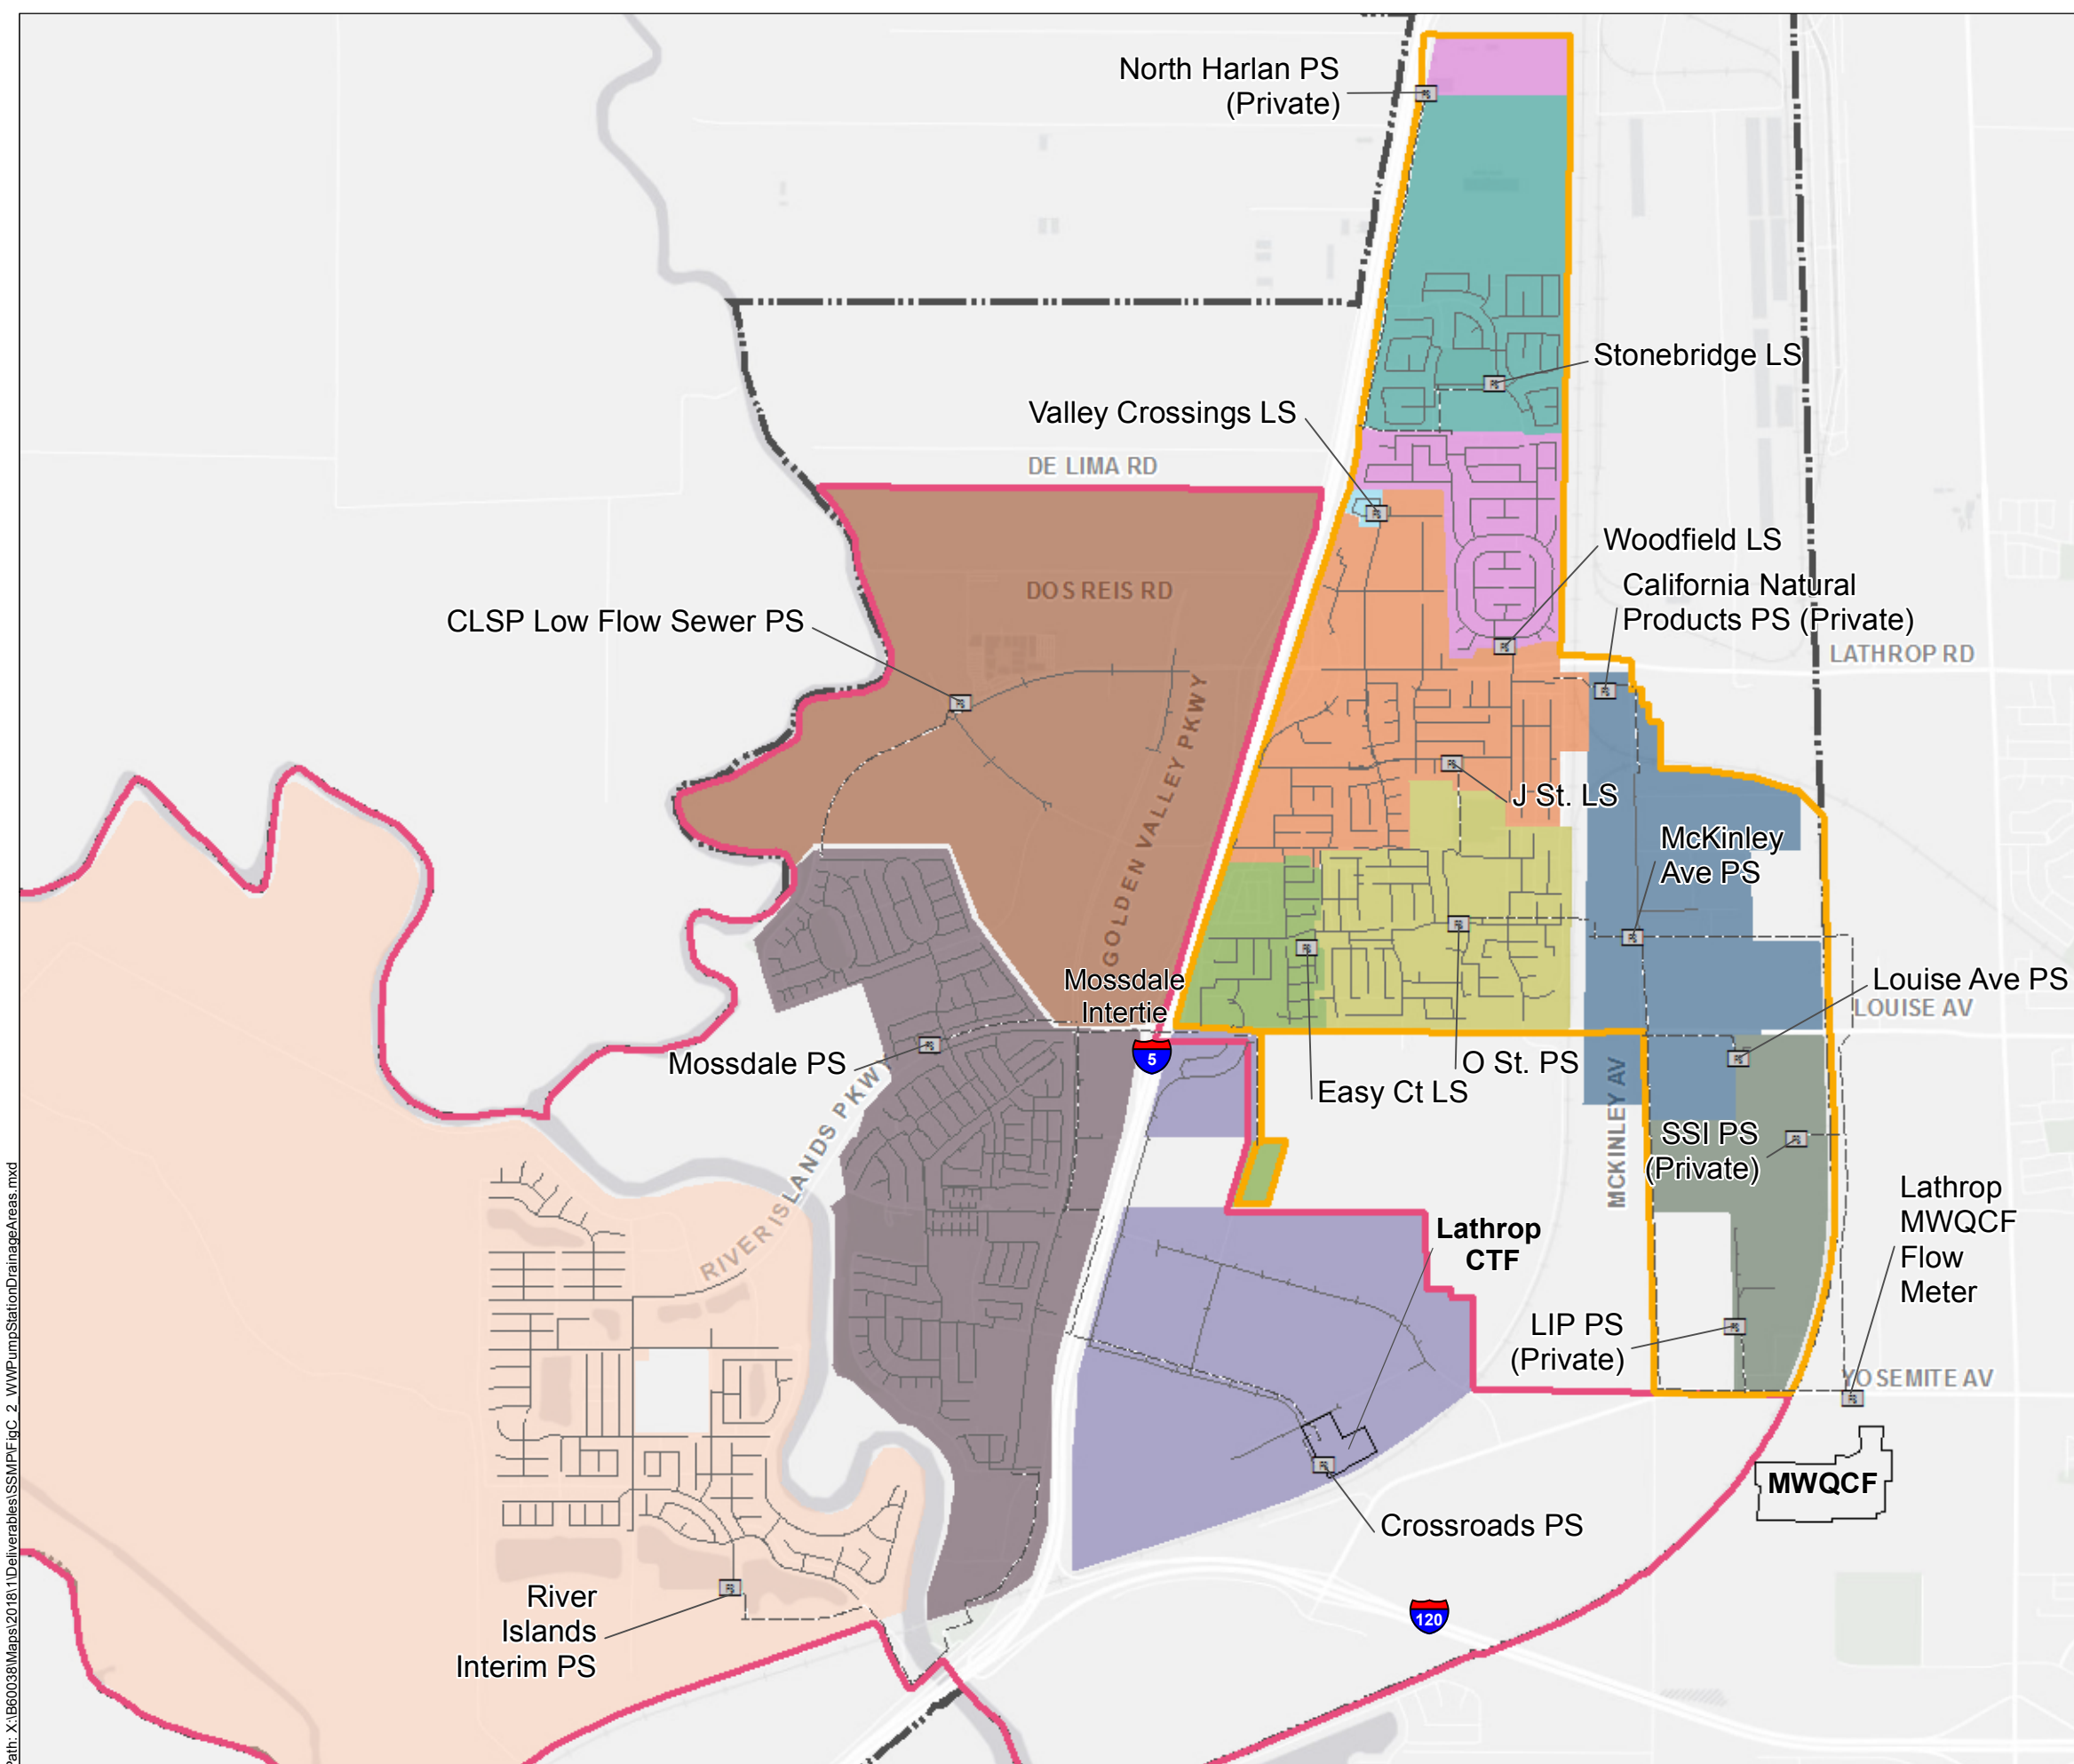 North Harlan PS
(Private)
Stonebridge LS
Valley Crossings LS
DE LIMA RD
Woodfield LS
California Natural
Products PS (Private)
DOS REIS RD
CLSP Low Flow Sewer PS
LATHROP RD
GOLDEN VALLEY PKWY
J St. LS
McKinley
Ave PS
Mossdale
Intertie
Louise Ave PS
LOUISE AV
5
Mossdale PS
O St. PS
Easy Ct LS
RIVER ISLANDS PKWY
MCKINLEY AV
SSI PS
(Private)
Lathrop
MWQCF
Flow
Meter
Lathrop
CTF
LIP PS
(Private)
YOSEMITE AV
MWQCF
Crossroads PS
River
Islands
Interim PS
120
Path: X:\B60038\Maps\2018\1\Deliverables\SSMP\FigC_2_WWPumpStationDrainageAreas.mxd